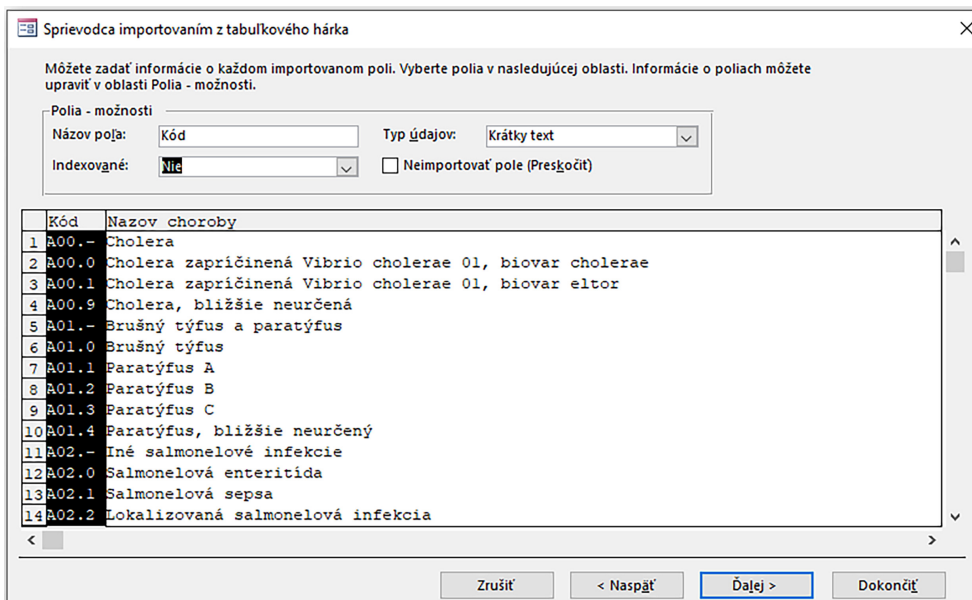 Sprievodca importovaním z tabuľkového hárka
Môžete zadať informácie o každom importovanom poli. Vyberte polia v nasledujúcej oblasti. Informácie o poliach môžete
upraviť v oblasti Polia - možnosti.
Polia - možnosti
Názov poľa: Kód Typ údajov: Krátky text
Indexované: Nie Neimportovať pole (Preskočiť)
Kód Nazov choroby
1 A00.- Cholera
2 A00.0 Cholera zapríčinená Vibrio cholerae 01, biovar cholerae
3 A00.1 Cholera zapríčinená Vibrio cholerae 01, biovar eltor
4 A00.9 Cholera, bližšie neurčená
5 A01.- Brušný týfus a paratýfus
6 A01.0 Brušný týfus
7 A01.1 Paratýfus A
8 A01.2 Paratýfus B
9 A01.3 Paratýfus C
10 A01.4 Paratýfus, bližšie neurčený
11 A02.- Iné salmonelové infekcie
12 A02.0 Salmonelová enteritída
13 A02.1 Salmonelová sepsa
14 A02.2 Lokalizovaná salmonelová infekcia
Zrušiť < Naspäť Ďalej > Dokončiť